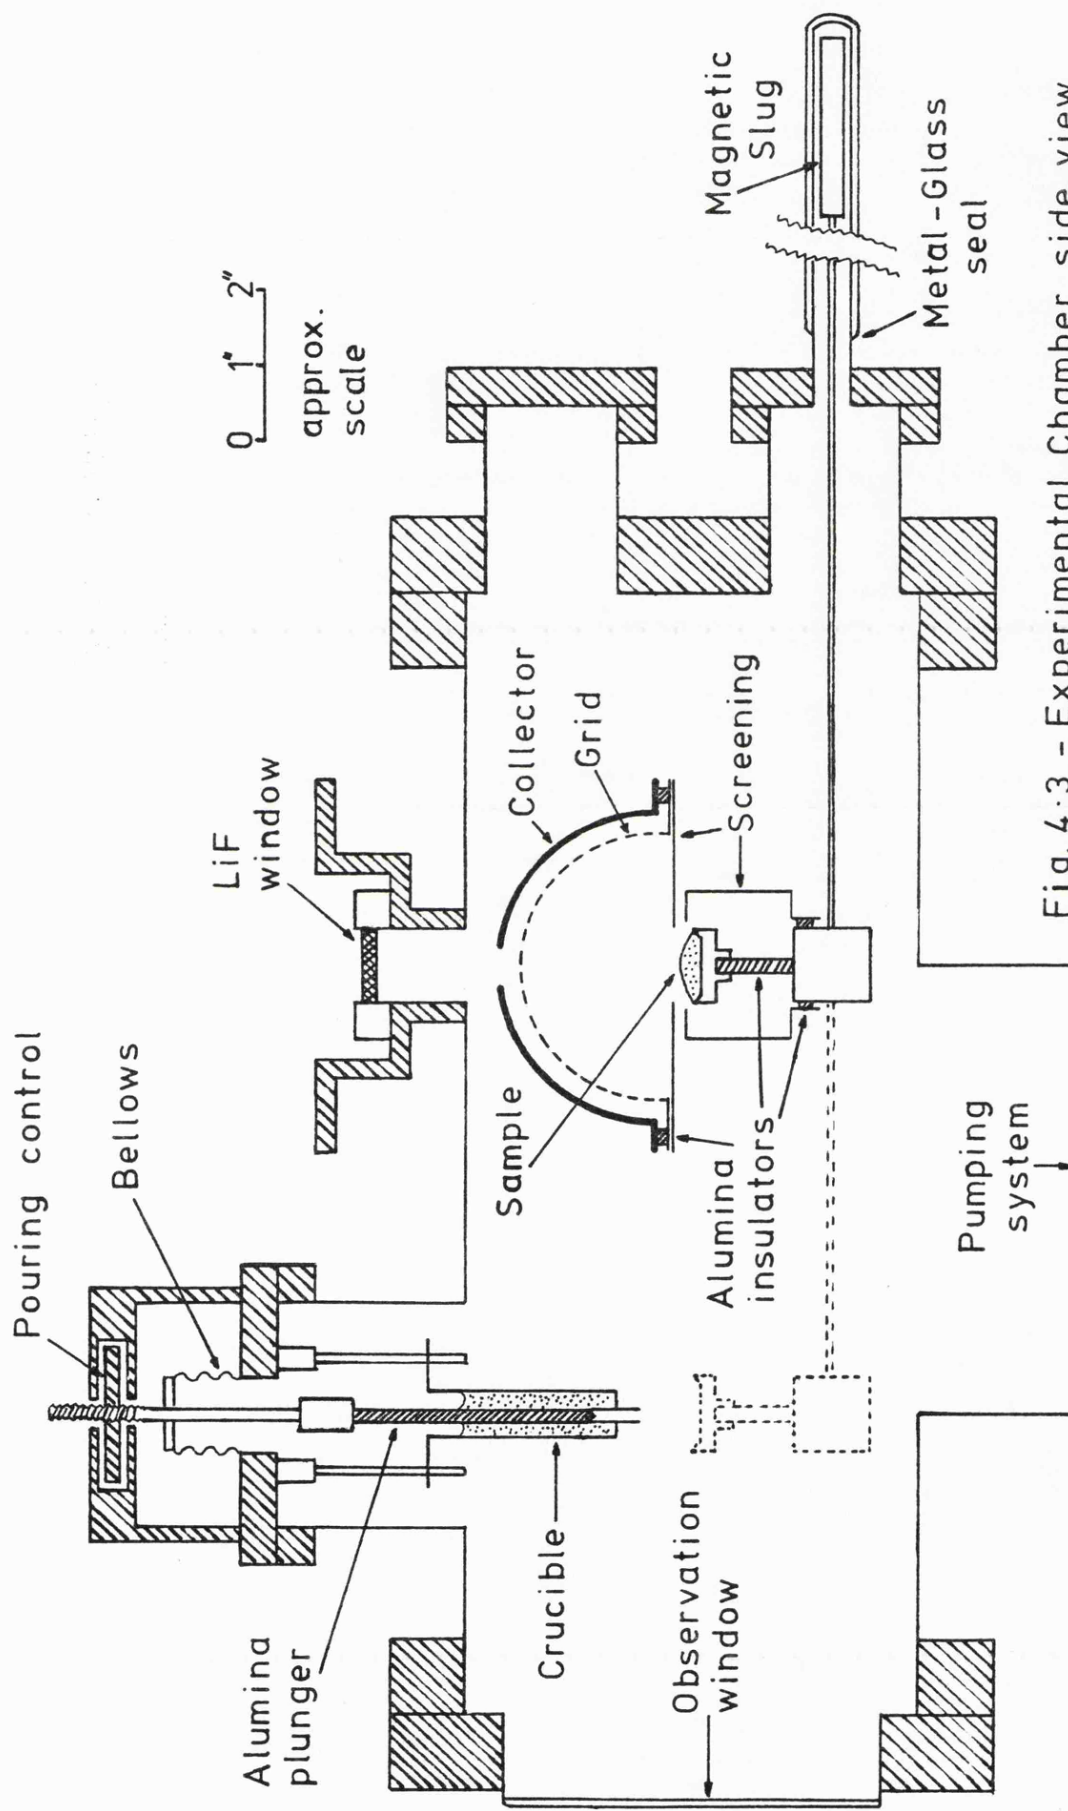 Pouring control
Bellows
LiF
window
0 1" 2"
approx.
scale
Alumina
plunger
Crucible
Observation
window
Sample
Alumina
insulators
Collector
Grid
Screening
Magnetic
Slug
Metal-Glass
seal
Pumping
system
Fig. 4:3 - Experimental Chamber side view